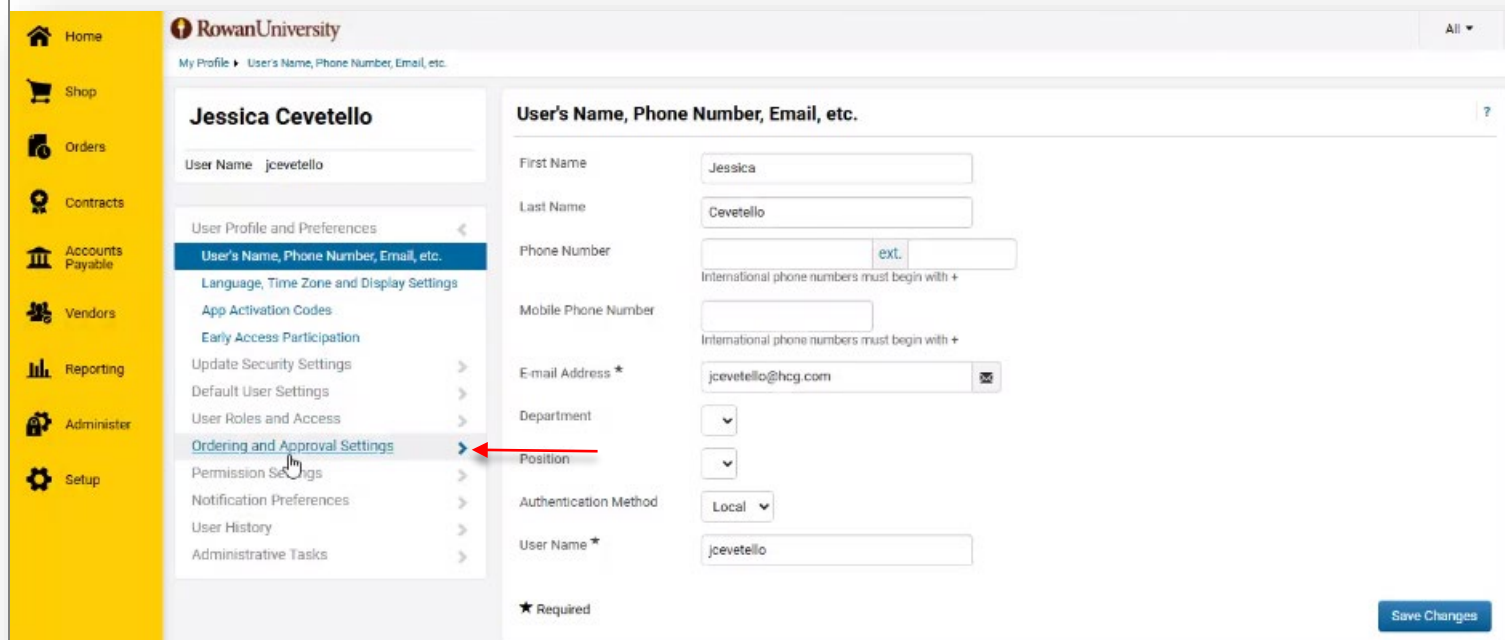 Home
Shop
Orders
Contracts
Accounts
Payable
Vendors
Reporting
Administer
Setup
RowanUniversity
All
My Profile User's Name, Phone Number, Email, etc.
Jessica Cevetello
User Name jcevetello
User Profile and Preferences
User's Name, Phone Number, Email, etc.
Language, Time Zone and Display Settings
App Activation Codes
Early Access Participation
Update Security Settings
Default User Settings
User Roles and Access
Ordering and Approval Settings
Permission Settings
Notification Preferences
User History
Administrative Tasks
User's Name, Phone Number, Email, etc. ?
First Name Jessica
Last Name Cevetello
Phone Number ext.
International phone numbers must begin with +
Mobile Phone Number
International phone numbers must begin with +
E-mail Address ★ jcevetello@hcg.com
Department
Position
Authentication Method Local
User Name ★ jcevetello
★ Required
Save Changes